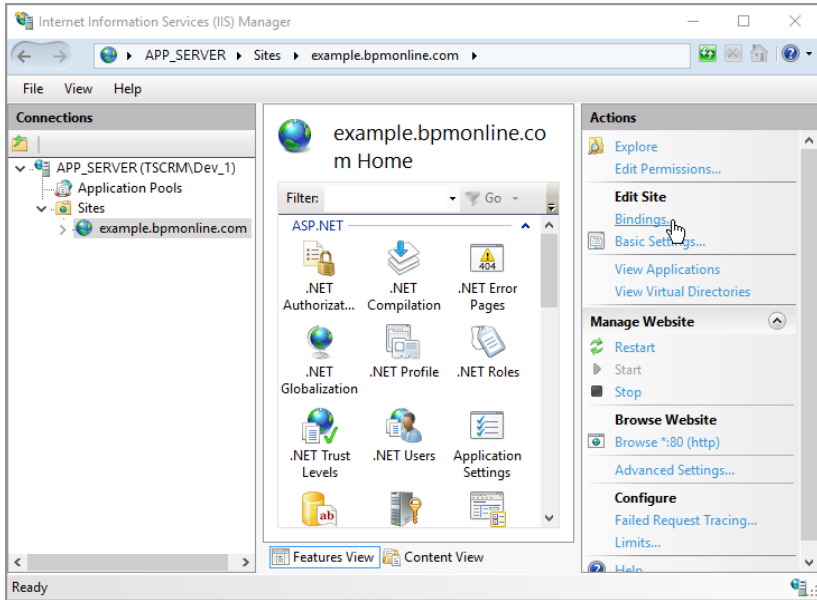 Internet Information Services (IIS) Manager
APP_SERVER Sites example.bpmonline.com
File View Help
Connections
APP_SERVER (TSCRM\Dev_1)
Application Pools
Sites
example.bpmonline.com
example.bpmonline.co
m Home
Filter: Go
ASP.NET
.NET
Authorizat...
.NET
Compilation
.NET Error
Pages
.NET
Globalization
.NET Profile
.NET Roles
.NET Trust
Levels
.NET Users
Application
Settings
Features View Content View
Actions
Explore
Edit Permissions...
Edit Site
Bindings...
Basic Settings...
View Applications
View Virtual Directories
Manage Website
Restart
Start
Stop
Browse Website
Browse *:80 (http)
Advanced Settings...
Configure
Failed Request Tracing...
Limits...
Help
Ready